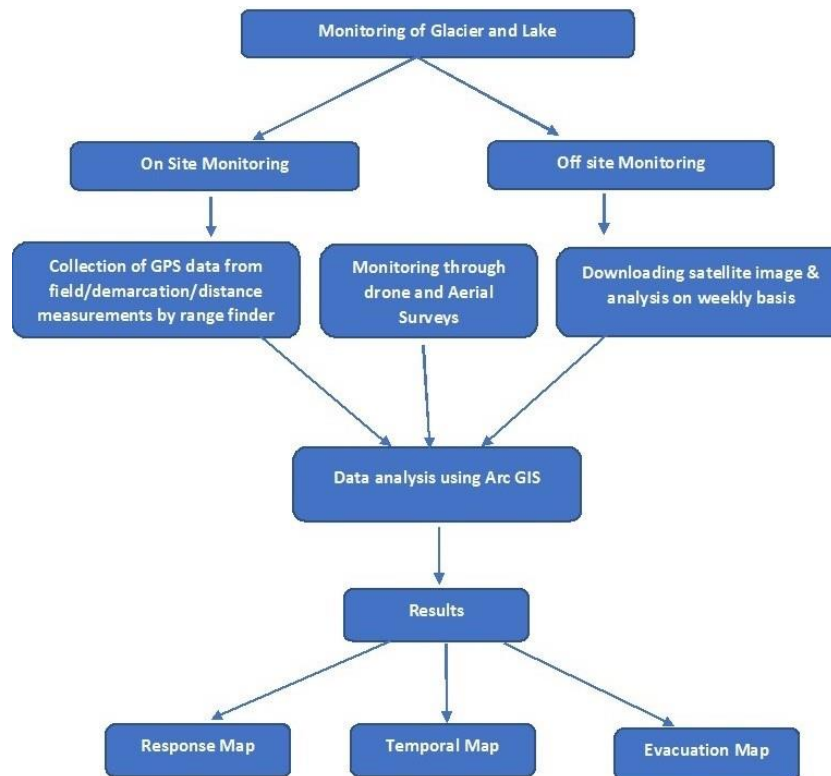 Monitoring of Glacier and Lake
On Site Monitoring
Off site Monitoring
Collection of GPS data from
field/demarcation/distance
measurements by range finder
Monitoring through
drone and Aerial
Surveys
Downloading satellite image &
analysis on weekly basis
Data analysis using Arc GIS
Results
Response Map
Temporal Map
Evacuation Map